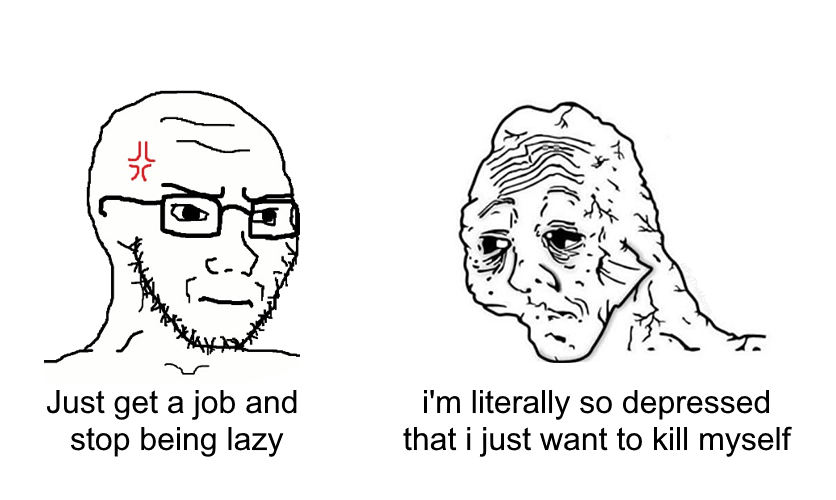 Just get a job and
stop being lazy
i'm literally so depressed
that i just want to kill myself